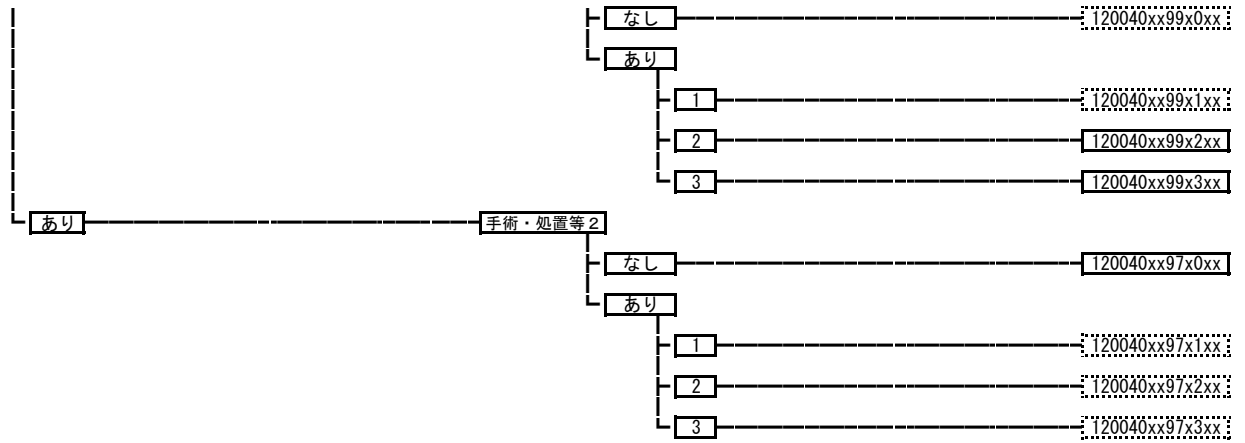 なし 120040xx99x0xx
あり
1 120040xx99x1xx
2 120040xx99x2xx
3 120040xx99x3xx
あり 手術・処置等２
なし 120040xx97x0xx
あり
1 120040xx97x1xx
2 120040xx97x2xx
3 120040xx97x3xx